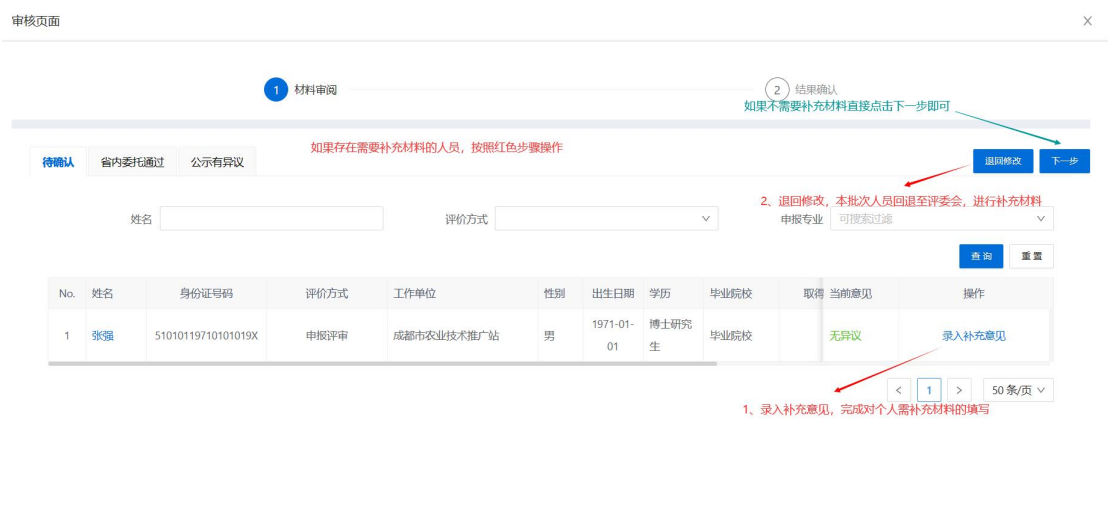 审核页面
1 材料审阅
2 结果确认
如果不需要补充材料直接点击下一步即可
如果存在需要补充材料的人员，按照红色步骤操作
待确认 省内委托通过 公示有异议
退回修改 下一步
2、退回修改，本批次人员回退至评委会，进行补充材料
姓名 评价方式 申报专业 可搜索过滤
查 询 重 置
No. 姓名 身份证号码 评价方式 工作单位 性别 出生日期 学历 毕业院校 取得 当前意见 操作
1 张强 51010119710101019X 申报评审 成都市农业技术推广站 男 1971-01-01 博士研究生 毕业院校 无异议 录入补充意见
< 1 > 50 条/页
1、录入补充意见，完成对个人需补充材料的填写